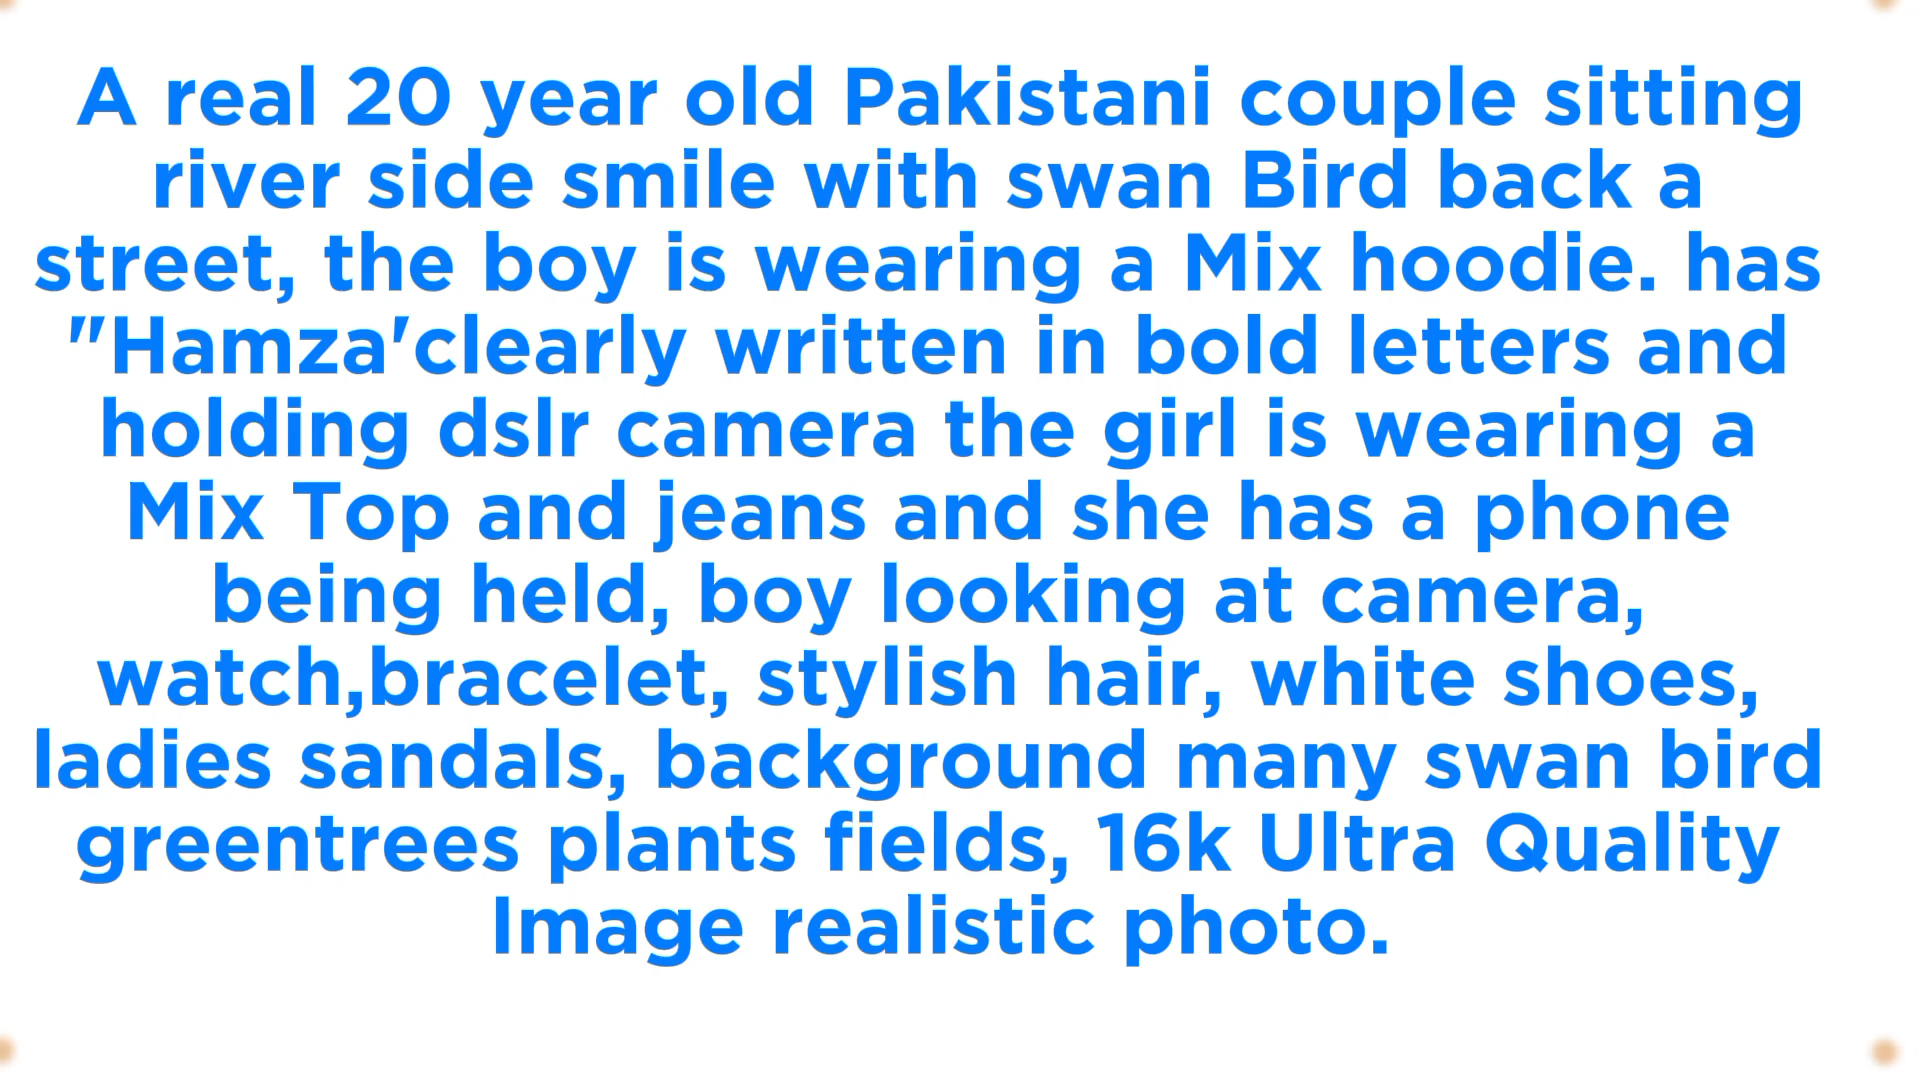 A real 20 year old Pakistani couple sitting
river side smile with swan Bird back a
street, the boy is wearing a Mix hoodie. has
"Hamza'clearly written in bold letters and
holding dslr camera the girl is wearing a
Mix Top and jeans and she has a phone
being held, boy looking at camera,
watch,bracelet, stylish hair, white shoes,
ladies sandals, background many swan bird
greentrees plants fields, 16k Ultra Quality
Image realistic photo.